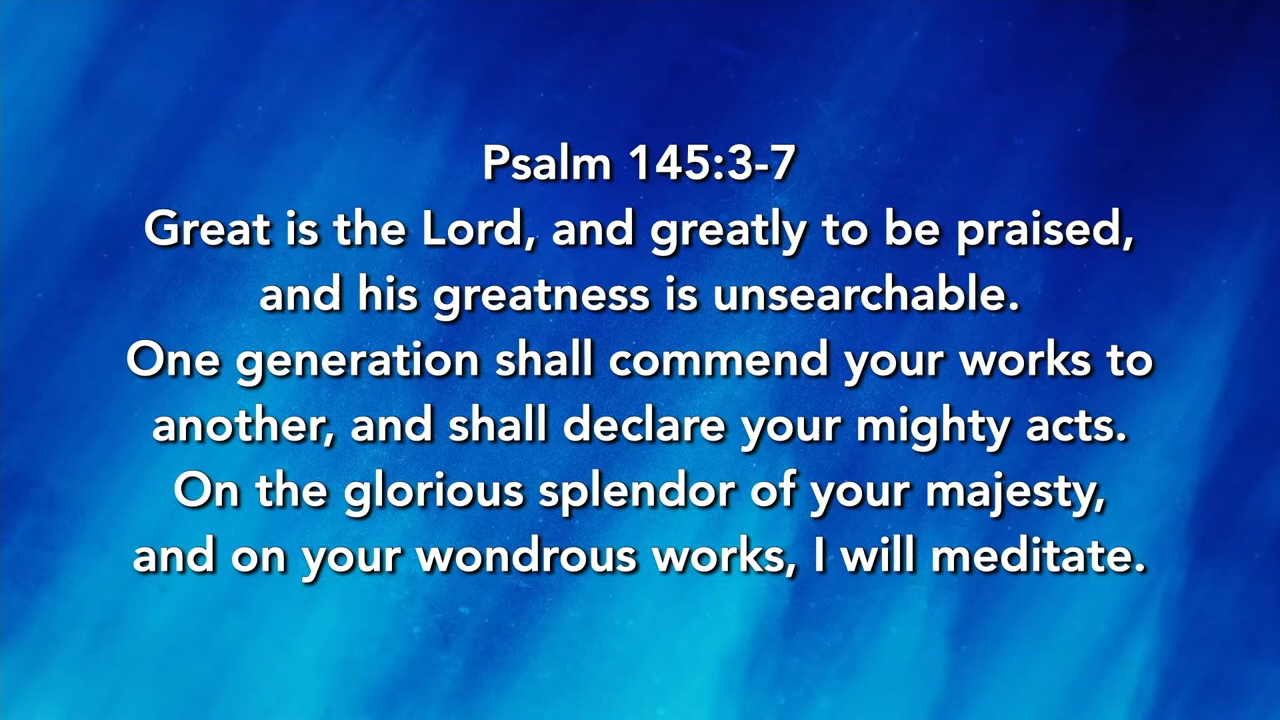 Psalm 145:3-7
Great is the Lord, and greatly to be praised,
and his greatness is unsearchable.
One generation shall commend your works to
another, and shall declare your mighty acts.
On the glorious splendor of your majesty,
and on your wondrous works, I will meditate.